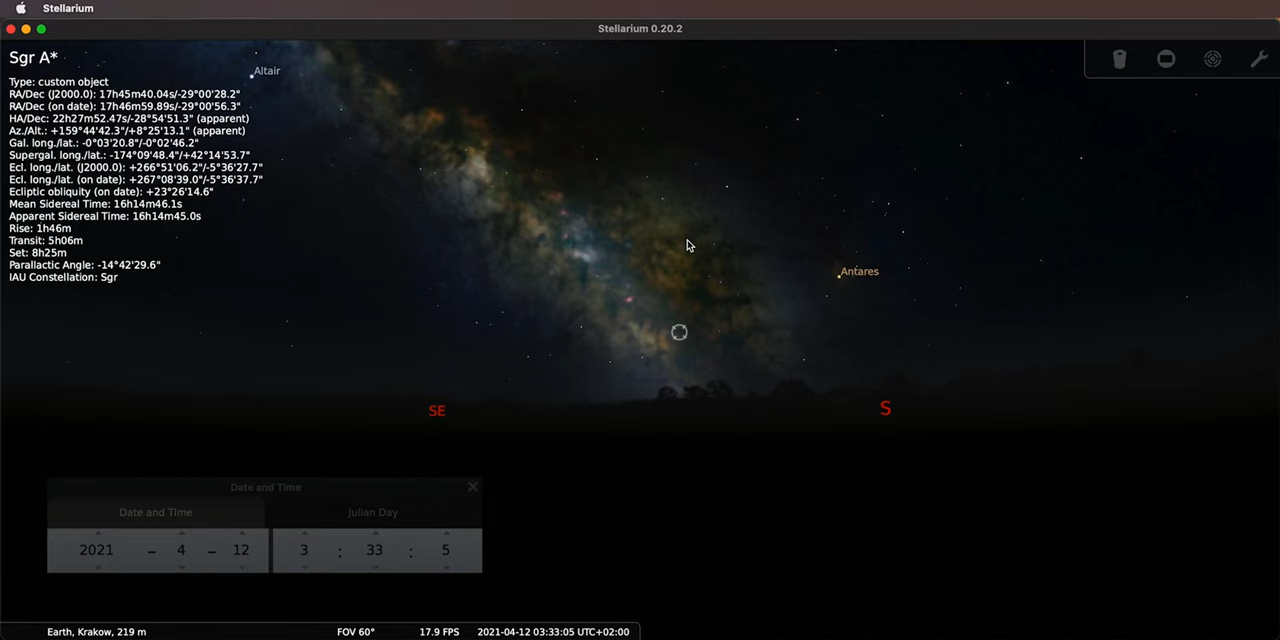 Stellarium
Stellarium 0.20.2
Sgr A*
Type: custom object
RA/Dec (J2000.0): 17h45m40.04s/-29°00'28.2"
RA/Dec (on date): 17h46m59.89s/-29°00'56.3"
HA/Dec: 22h27m52.47s/-28°54'51.3" (apparent)
Az./Alt.: +159°44'42.3"/+8°25'13.1" (apparent)
Gal. long./lat.: -0°03'20.8"/-0°02'46.2"
Supergal. long./lat.: -174°09'48.4"/+42°14'53.7"
Ecl. long./lat. (J2000.0): +266°51'06.2"/-5°36'27.7"
Ecl. long./lat. (on date): +267°08'39.0"/-5°36'37.7"
Ecliptic obliquity (on date): +23°26'14.6"
Mean Sidereal Time: 16h14m46.1s
Apparent Sidereal Time: 16h14m45.0s
Rise: 1h46m
Transit: 5h06m
Set: 8h25m
Parallactic Angle: -14°42'29.6"
IAU Constellation: Sgr
Altair
Antares
SE
S
Date and Time
Date and Time
Julian Day
2021 - 4 - 12 3 : 33 : 5
Earth, Krakow, 219 m
FOV 60°
17.9 FPS
2021-04-12 03:33:05 UTC+02:00